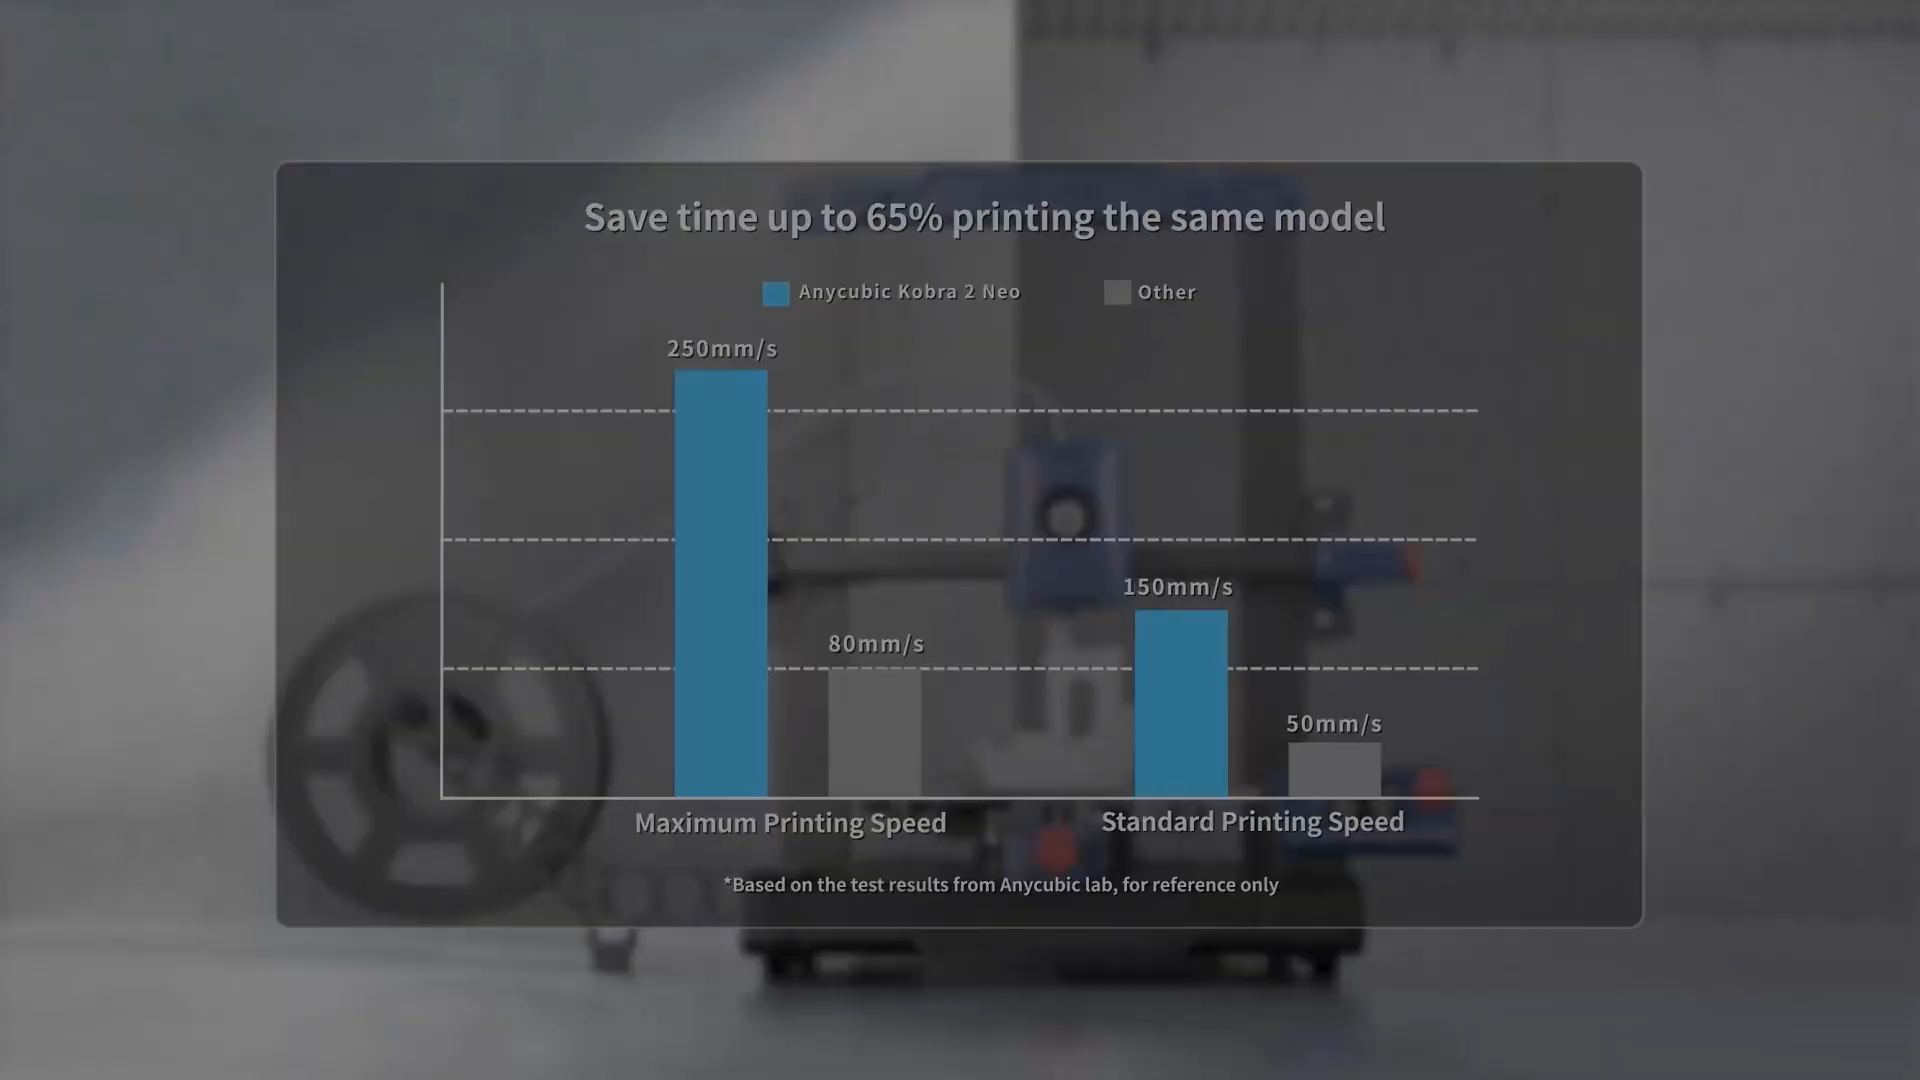 Save time up to 65% printing the same model
Anycubic Kobra 2 Neo
Other
250mm/s
80mm/s
150mm/s
50mm/s
Maximum Printing Speed
Standard Printing Speed
*Based on the test results from Anycubic lab, for reference only